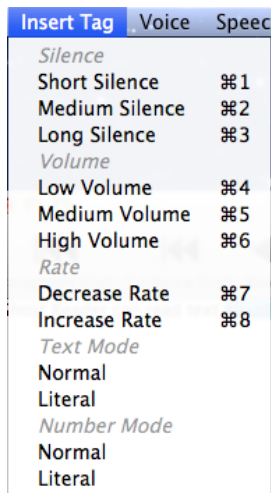 Insert Tag Voice Speec
Silence
Short Silence ⌘1
Medium Silence ⌘2
Long Silence ⌘3
Volume
Low Volume ⌘4
Medium Volume ⌘5
High Volume ⌘6
Rate
Decrease Rate ⌘7
Increase Rate ⌘8
Text Mode
Normal
Literal
Number Mode
Normal
Literal